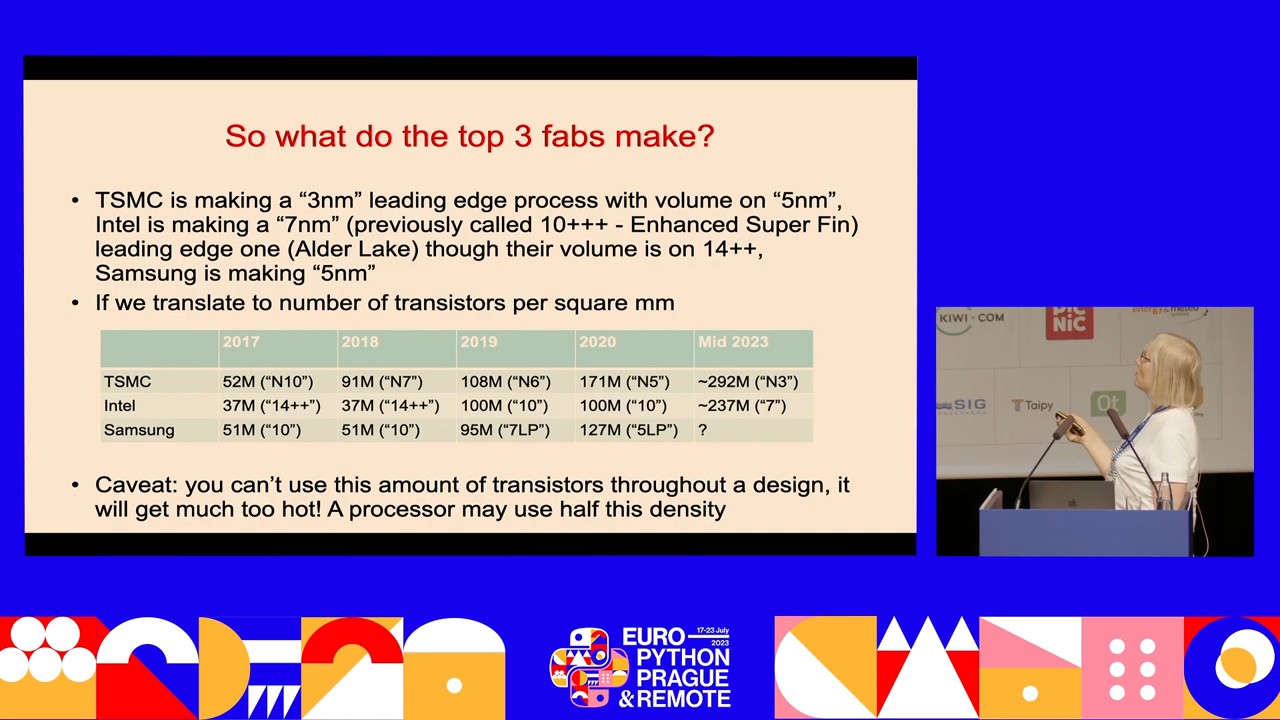 So what do the top 3 fabs make?
• TSMC is making a “3nm” leading edge process with volume on “5nm”,
Intel is making a “7nm” (previously called 10+++ - Enhanced Super Fin)
leading edge one (Alder Lake) though their volume is on 14++,
Samsung is making “5nm”
• If we translate to number of transistors per square mm
2017 2018 2019 2020 Mid 2023
TSMC 52M (“N10”) 91M (“N7”) 108M (“N6”) 171M (“N5”) ~292M (“N3”)
Intel 37M (“14++”) 37M (“14++”) 100M (“10”) 100M (“10”) ~237M (“7”)
Samsung 51M (“10”) 51M (“10”) 95M (“7LP”) 127M (“5LP”) ?
• Caveat: you can’t use this amount of transistors throughout a design, it
will get much too hot! A processor may use half this density
KIWI.COM
PIC
NiC
energy & meteo
SIG
Taipy
Qt
EURO
17-23 July
2023
PYTHON
PRAGUE
& REMOTE